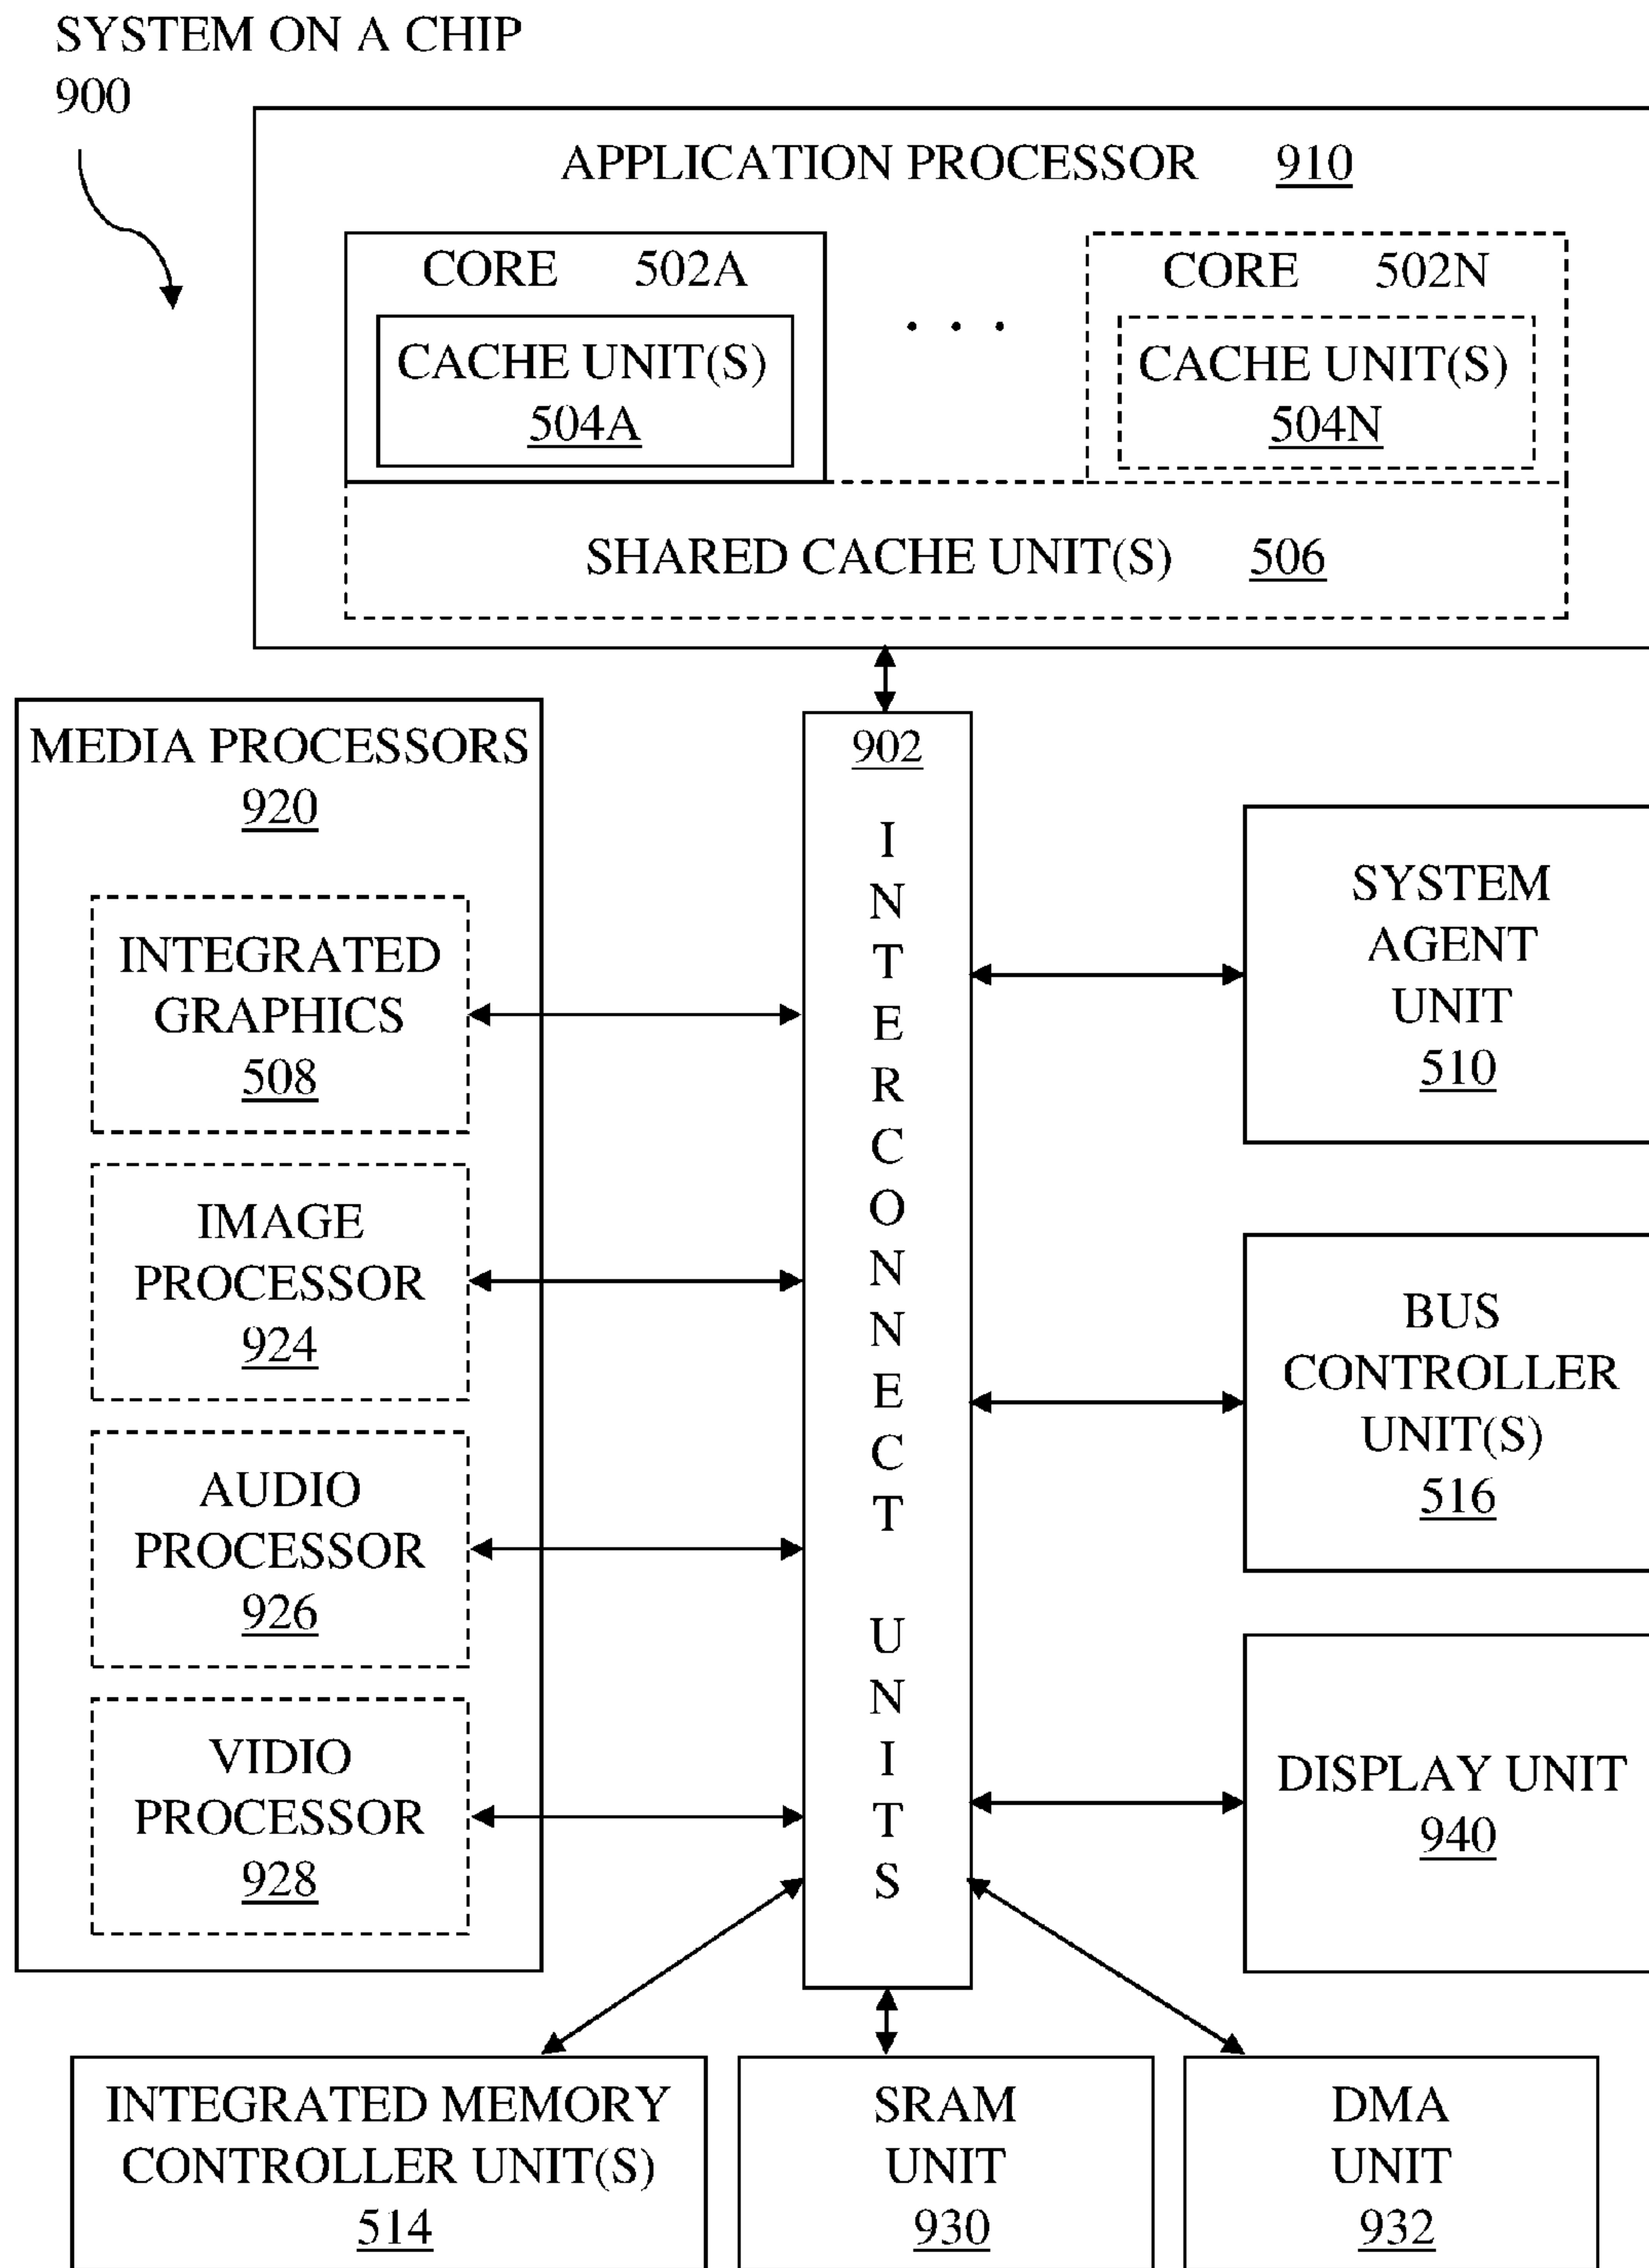 SYSTEM ON A CHIP
900
APPLICATION PROCESSOR 910
CORE 502A
CACHE UNIT(S)
504A
. . .
CORE 502N
CACHE UNIT(S)
504N
SHARED CACHE UNIT(S) 506
MEDIA PROCESSORS
920
INTEGRATED
GRAPHICS
508
IMAGE
PROCESSOR
924
AUDIO
PROCESSOR
926
VIDIO
PROCESSOR
928
902
INTERCONNECT UNITS
SYSTEM
AGENT
UNIT
510
BUS
CONTROLLER
UNIT(S)
516
DISPLAY UNIT
940
INTEGRATED MEMORY
CONTROLLER UNIT(S)
514
SRAM
UNIT
930
DMA
UNIT
932